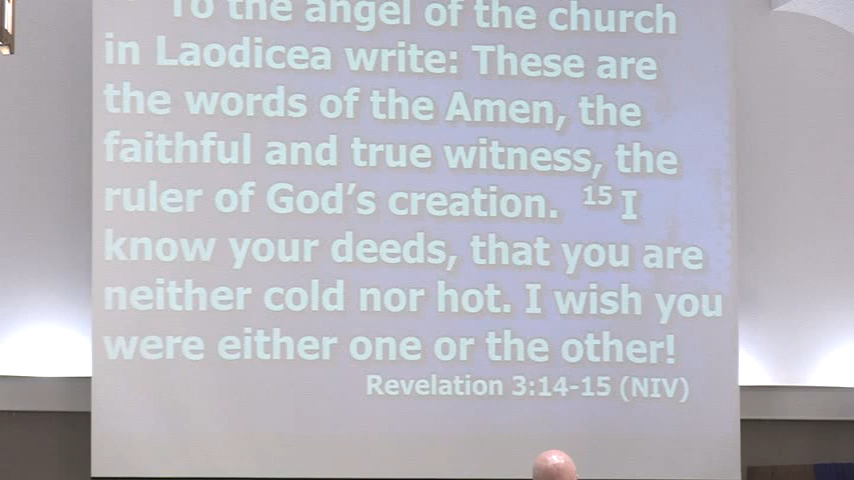 To the angel of the church
in Laodicea write: These are
the words of the Amen, the
faithful and true witness, the
ruler of God’s creation. 15 I
know your deeds, that you are
neither cold nor hot. I wish you
were either one or the other!
Revelation 3:14-15 (NIV)